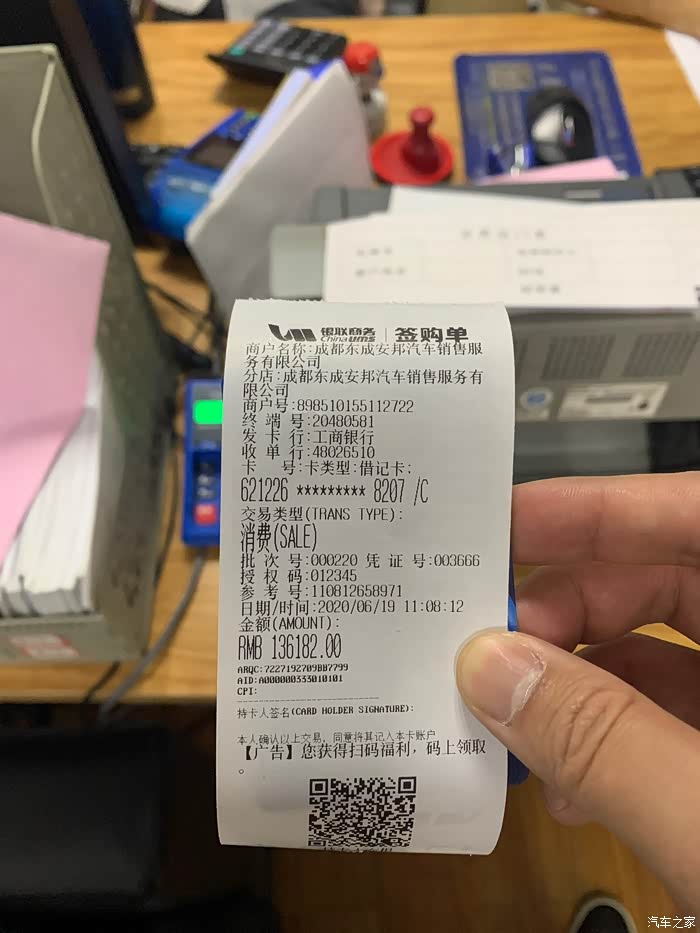 银联商务 签购单
China ums
商户名称:成都东成安邦汽车销售服
务有限公司
分店:成都东成安邦汽车销售服务有
限公司
商户号:898510155112722
终 端 号:20480581
发 卡 行:工商银行
收 单 行:48026510
卡 号:卡类型:借记卡;
621226 ********* 8207 /C
交易类型(TRANS TYPE):
消费(SALE)
批 次 号:000220 凭 证 号:003666
授 权 码:012345
参 考 号:110812658971
日期/时间:2020/06/19 11:08:12
金额(AMOUNT):
RMB 136182.00
ARQC:7227192709BB7799
AID:A000000333010101
CPI:
持卡人签名(CARD HOLDER SIGNATURE):
本人确认以上交易,同意将其记入本卡账户
【广告】您获得扫码福利,码上领取
。
汽车之家